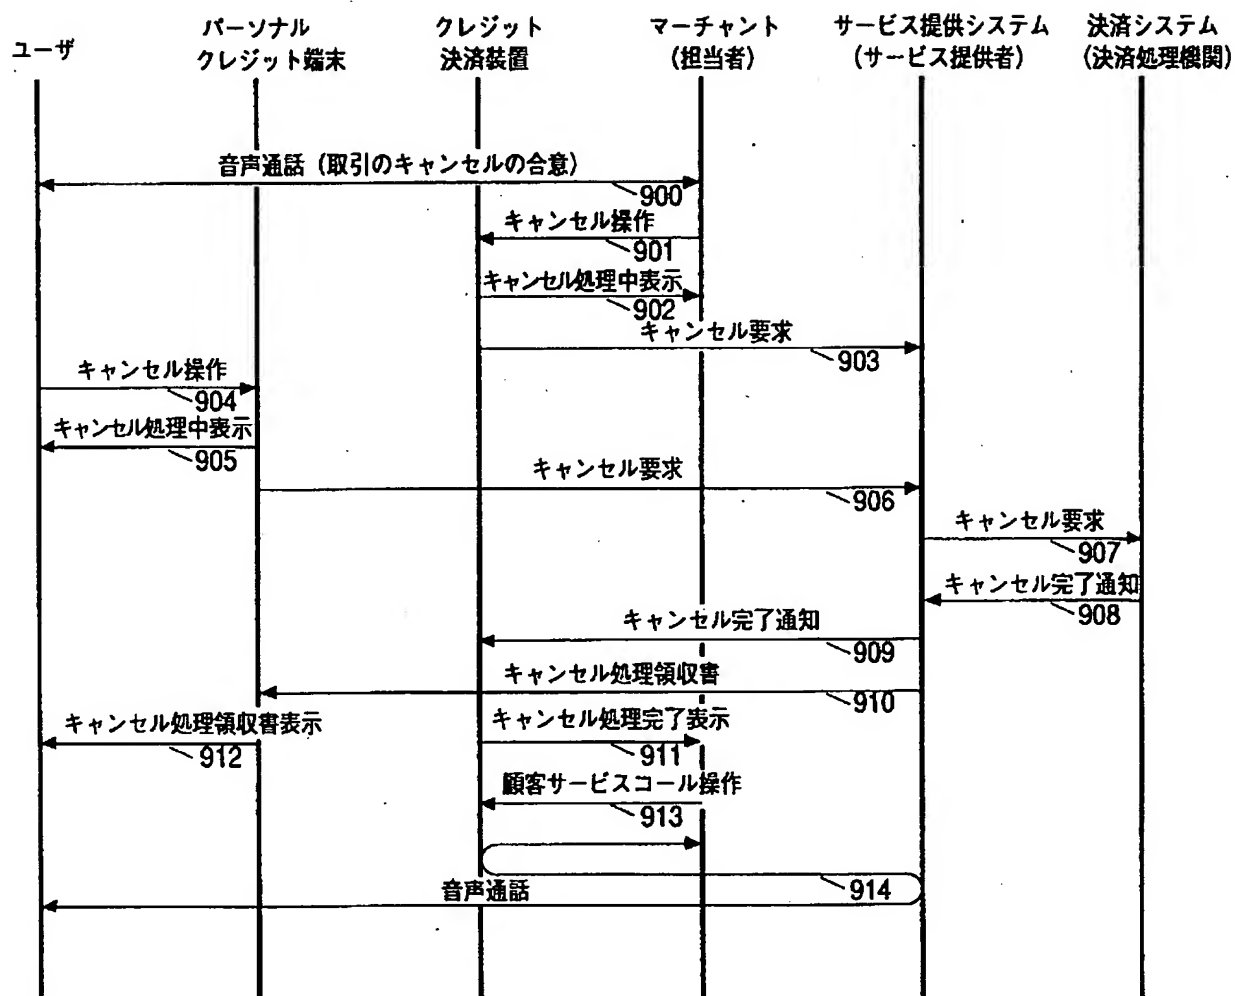 ユーザ
パーソナル
クレジット端末
クレジット
決済装置
マーチャント
(担当者)
サービス提供システム
(サービス提供者)
決済システム
(決済処理機関)
音声通話 (取引のキャンセルの合意)
900
キャンセル操作
901
キャンセル処理中表示
902
キャンセル要求
903
キャンセル操作
904
キャンセル処理中表示
905
キャンセル要求
906
キャンセル要求
907
キャンセル完了通知
908
キャンセル完了通知
909
キャンセル処理領収書
910
キャンセル処理領収書表示
912
キャンセル処理完了表示
911
顧客サービスコール操作
913
音声通話
914